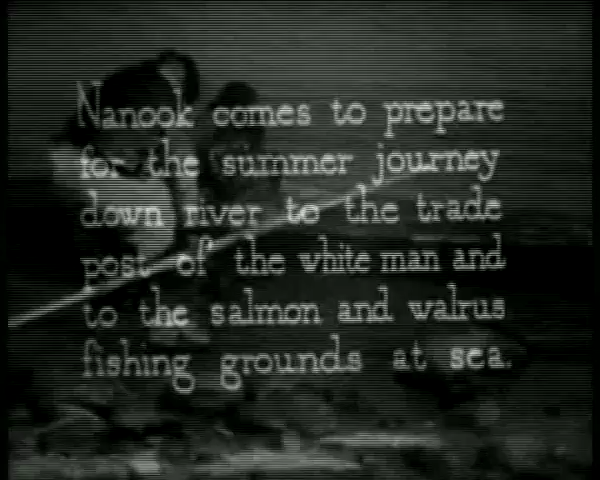 Nanook comes to prepare
for the summer journey
down river to the trade
post of the white man and
to the salmon and walrus
fishing grounds at sea.